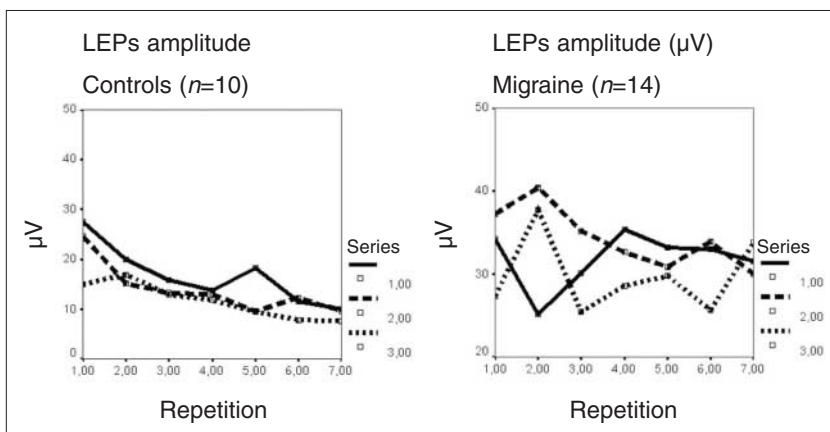 LEPs amplitude
Controls (n=10)
50
40
30
20
10
0
µV
1,00 2,00 3,00 4,00 5,00 6,00 7,00
Repetition
Series
1,00
2,00
3,00
LEPs amplitude (µV)
Migraine (n=14)
50
40
30
20
µV
1,00 2,00 3,00 4,00 5,00 6,00 7,00
Repetition
Series
1,00
2,00
3,00